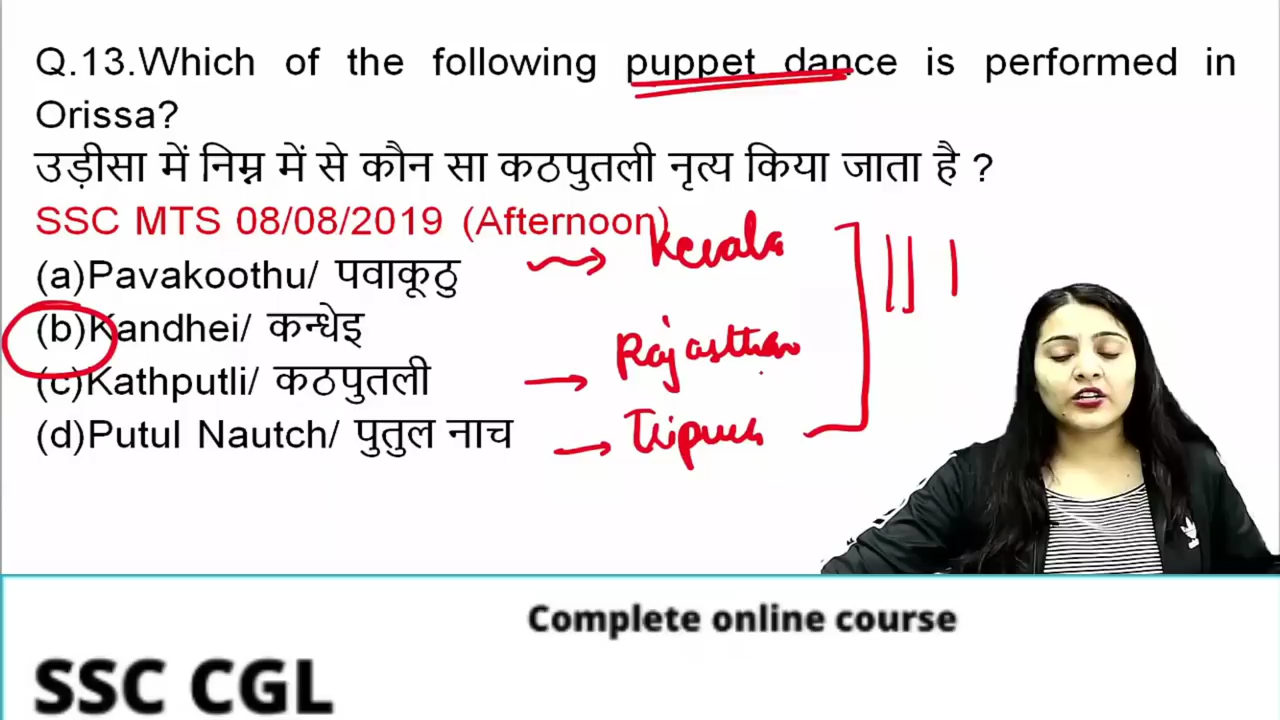 Q.13.Which of the following puppet dance is performed in
Orissa?
उड़ीसा में निम्न में से कौन सा कठपुतली नृत्य किया जाता है ?
SSC MTS 08/08/2019 (Afternoon)
(a)Pavakoothu/ पवाकूठु → Kerala
(b)Kandhei/ कन्धेइ
(c)Kathputli/ कठपुतली → Rajasthan
(d)Putul Nautch/ पुतुल नाच → Tripura
Complete online course
SSC CGL